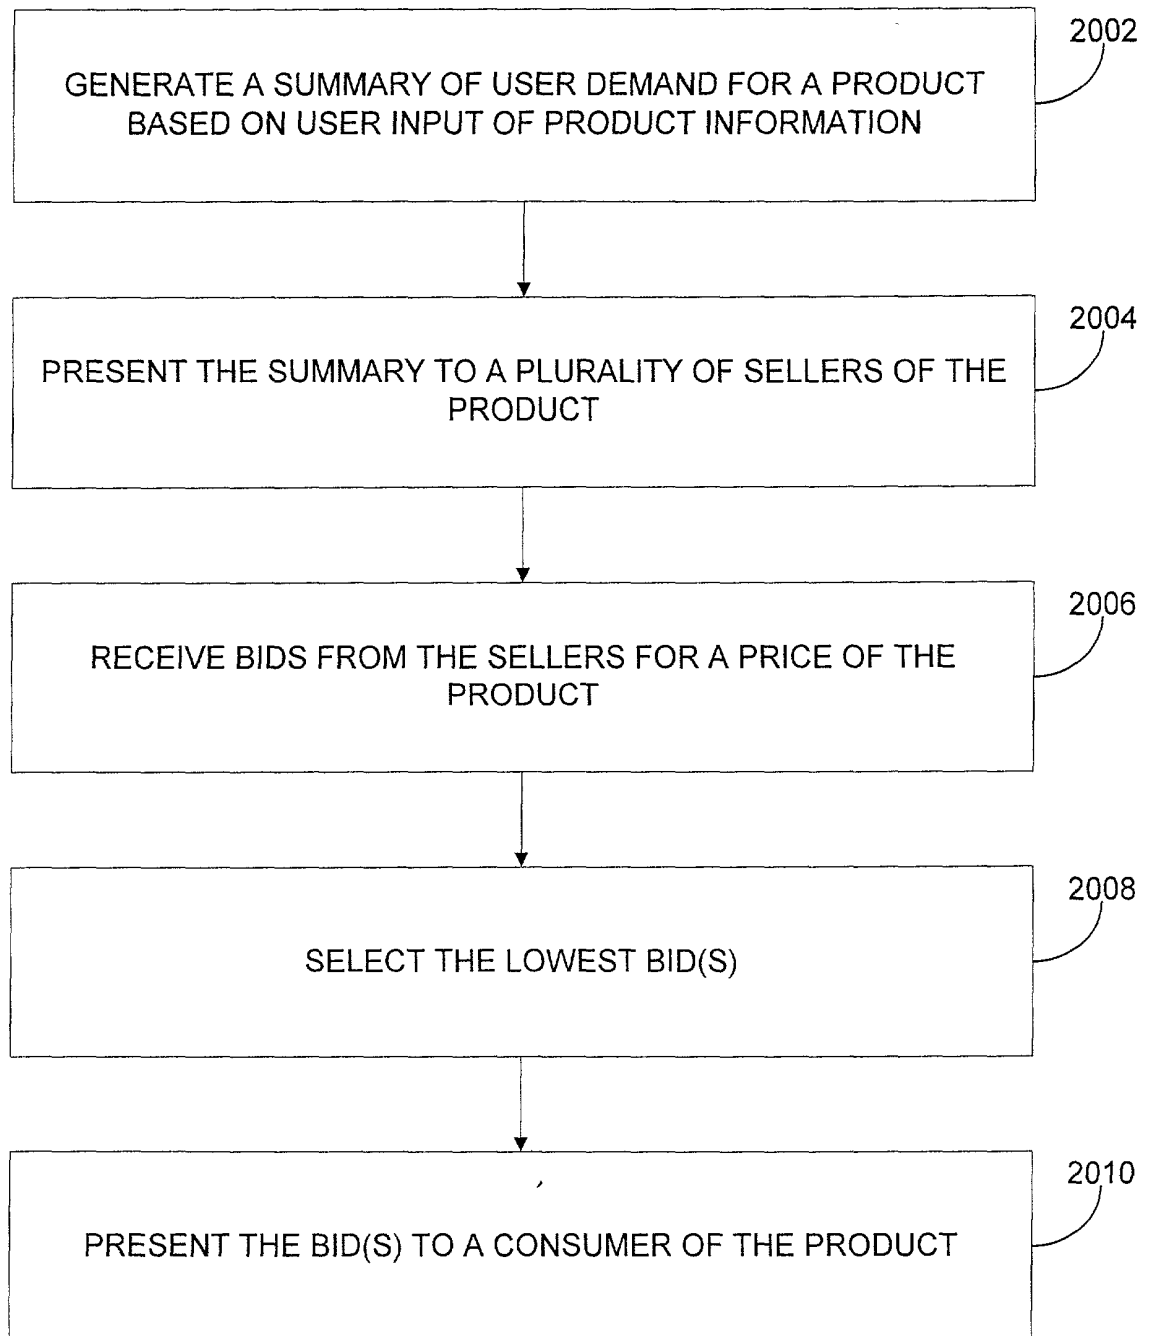 2002
GENERATE A SUMMARY OF USER DEMAND FOR A PRODUCT
BASED ON USER INPUT OF PRODUCT INFORMATION
2004
PRESENT THE SUMMARY TO A PLURALITY OF SELLERS OF THE
PRODUCT
2006
RECEIVE BIDS FROM THE SELLERS FOR A PRICE OF THE
PRODUCT
2008
SELECT THE LOWEST BID(S)
2010
PRESENT THE BID(S) TO A CONSUMER OF THE PRODUCT